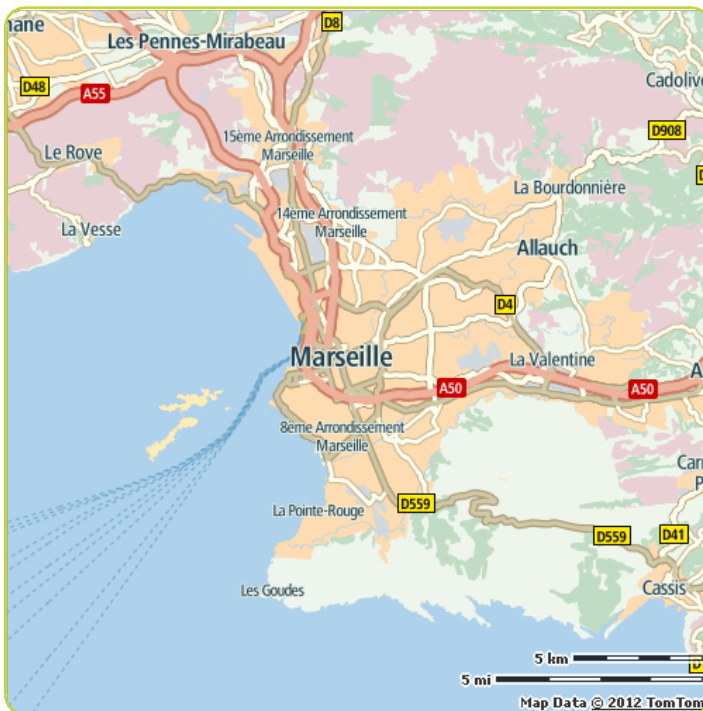 mane
D8
Les Pennes-Mirabeau
Cadolive
D48
A55
D908
15ème Arrondissement
Marseille
Le Rove
D
La Bourdonnière
14ème Arrondissement
Marseille
La Vesse
Allauch
D4
Marseille
La Valentine
A
A50
A50
8ème Arrondissement
Marseille
Carn
P
D559
La Pointe-Rouge
D559
D41
Les Goudes
Cassis
5 km
D
5 mi
Map Data © 2012 TomTom